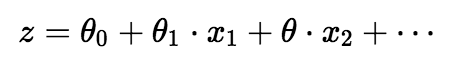 z = θ₀ + θ₁ · x₁ + θ · x₂ + ⋯